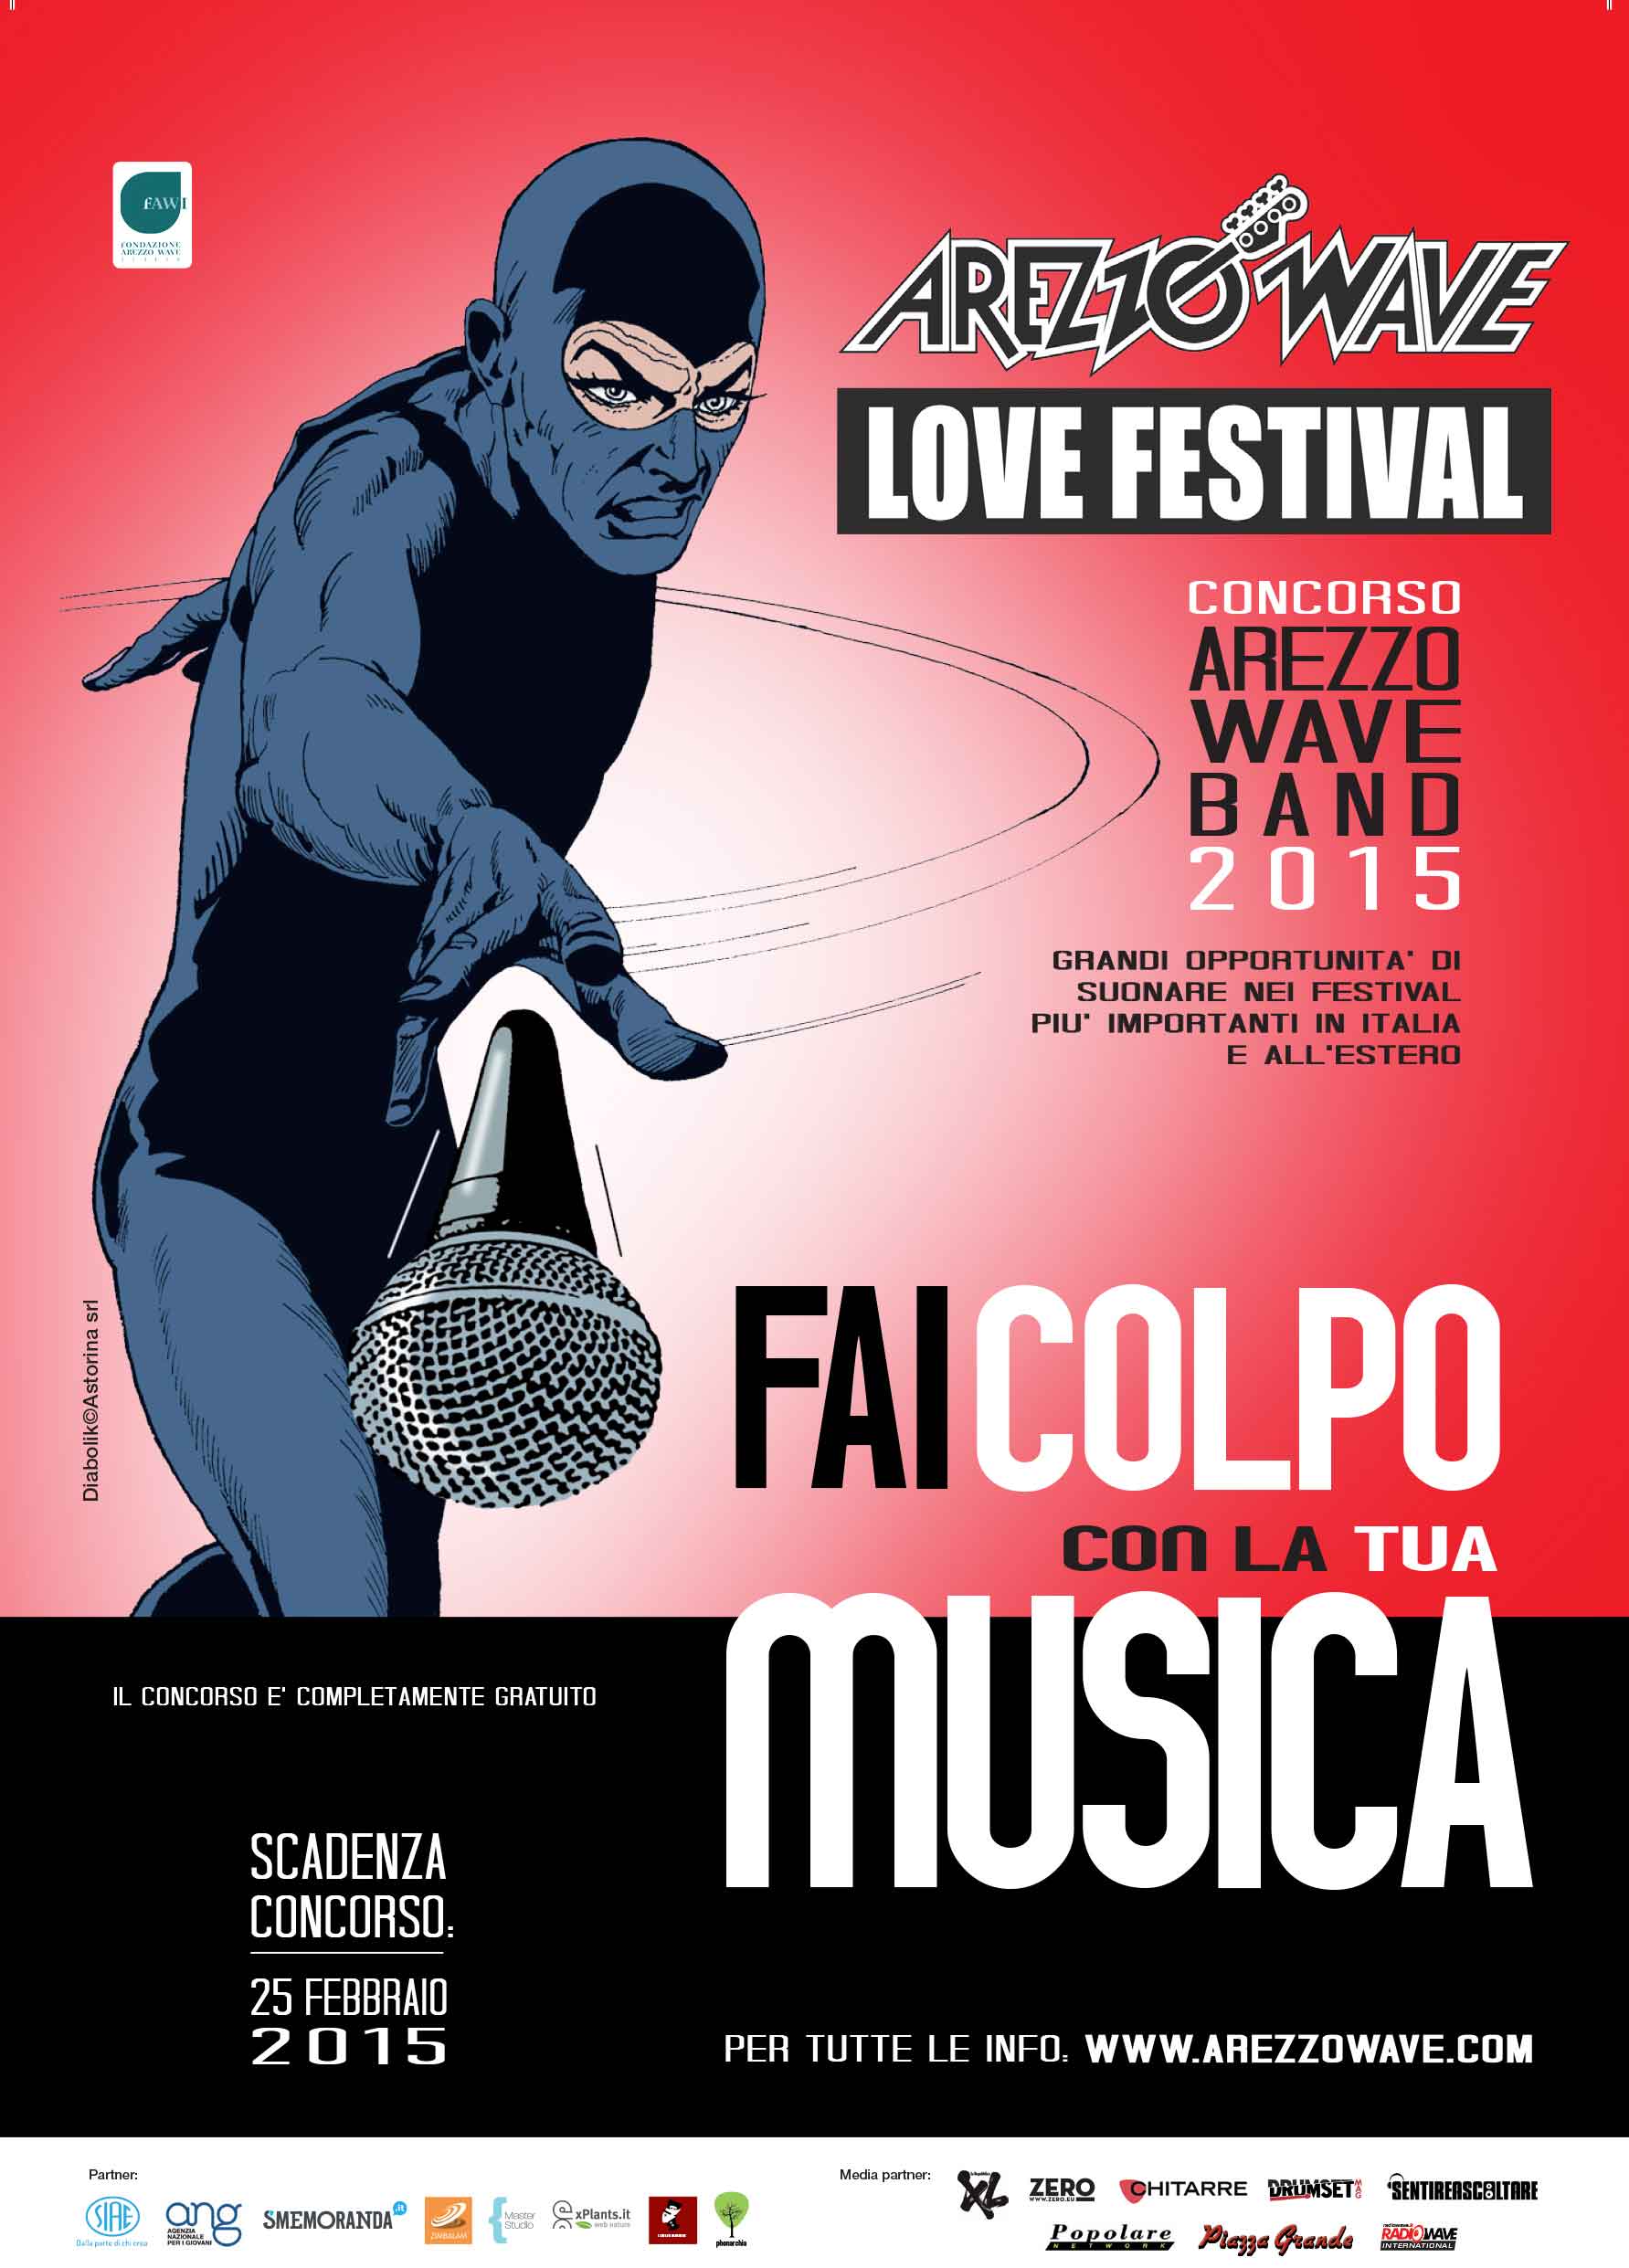 fAWI
FONDAZIONE
AREZZO WAVE
AREZZO WAVE
LOVE FESTIVAL
CONCORSO
AREZZO
WAVE
BAND
2015
GRANDI OPPORTUNITA' DI
SUONARE NEI FESTIVAL
PIU' IMPORTANTI IN ITALIA
E ALL'ESTERO
Diabolik©Astorina srl
FAI COLPO
CON LA TUA
MUSICA
IL CONCORSO E' COMPLETAMENTE GRATUITO
SCADENZA
CONCORSO:
25 FEBBRAIO
2015
PER TUTTE LE INFO: WWW.AREZZOWAVE.COM
Partner:
SIAE
Dalla parte di chi crea
ang
AGENZIA
NAZIONALE
PER I GIOVANI
SMEMORANDA.it
Master
Studio
xPlants.it
web nature
phonarchia
Media partner:
XL
ZERO
WWW.ZERO.EU
CHITARRE
DRUMSET MAG
SENTIREASCOLTARE
Popolare
NETWORK
Piazza Grande
RADIOWAVE
INTERNATIONAL